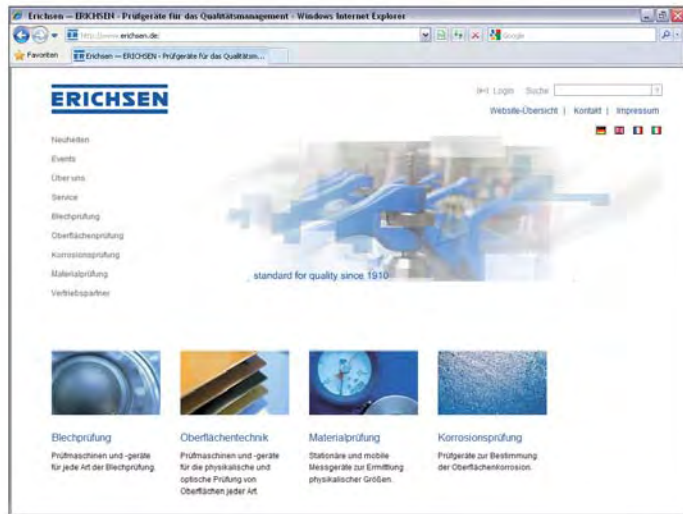 Erichsen — ERICHSEN - Prüfgeräte für das Qualitätsmanagement - Windows Internet Explorer
http://www.erichsen.de/
Google
Favoriten
Erichsen — ERICHSEN - Prüfgeräte für das Qualitätsm...
ERICHSEN
Login Suche
Website-Übersicht | Kontakt | Impressum
Neuheiten
Events
Über uns
Service
Blechprüfung
Oberflächenprüfung
Korrosionsprüfung
Materialprüfung
Vertriebspartner
standard for quality since 1910
Blechprüfung
Prüfmaschinen und -geräte
für jede Art der Blechprüfung.
Oberflächentechnik
Prüfmaschinen und -geräte
für die physikalische und
optische Prüfung von
Oberflächen jeder Art.
Materialprüfung
Stationäre und mobile
Messgeräte zur Ermittlung
physikalischer Größen.
Korrosionsprüfung
Prüfgeräte zur Bestimmung
der Oberflächenkorrosion.